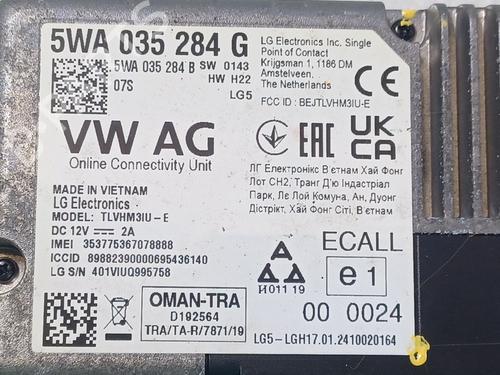 5WA 035 284 G
5WA 035 284 B SW 0143
HW H22
07S
LG5
LG Electronics Inc. Single
Point of Contact
Krijgsman 1, 1186 DM
Amstelveen,
The Netherlands
FCC ID : BEJTLVHM3IU-E
VW AG
Online Connectivity Unit
EAC
UK
CA
MADE IN VIETNAM
LG Electronics
MODEL: TLVHM3IU-E
DC 12V 2A
IMEI 353775367078888
ICCID 89882390000695436140
LG S/N 401VIUQ995758
ЛГ Електронікс В'єтнам Хай Фонг
Лот CH2, Транг Д'ю Індастріал
Парк, Ле Лой Комуна, Ан, Дуонг
Дістрікт, Хай Фонг Сіті, В'єтнам
OMAN-TRA
D192564
TRA/TA-R/7871/19
И011 19
ECALL
e1
00 0024
LG5-LGH17.01.2410020164